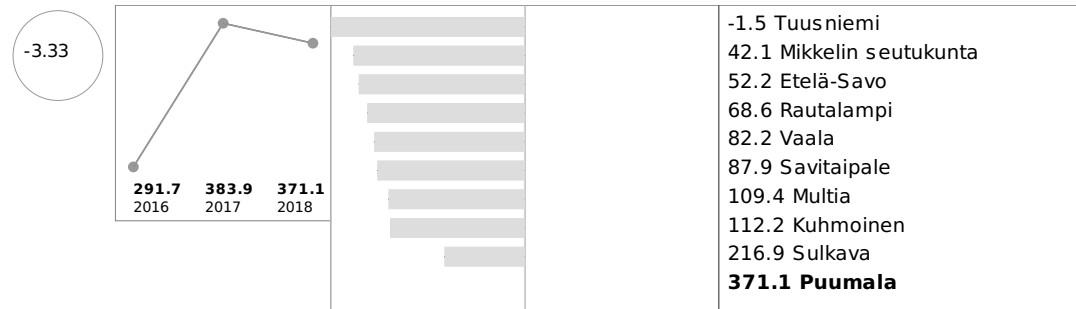 -3.33
291.7 383.9 371.1
2016 2017 2018
-1.5 Tuusniemi
42.1 Mikkelin seutukunta
52.2 Etelä-Savo
68.6 Rautalampi
82.2 Vaala
87.9 Savitaipale
109.4 Multia
112.2 Kuhmoinen
216.9 Sulkava
371.1 Puumala